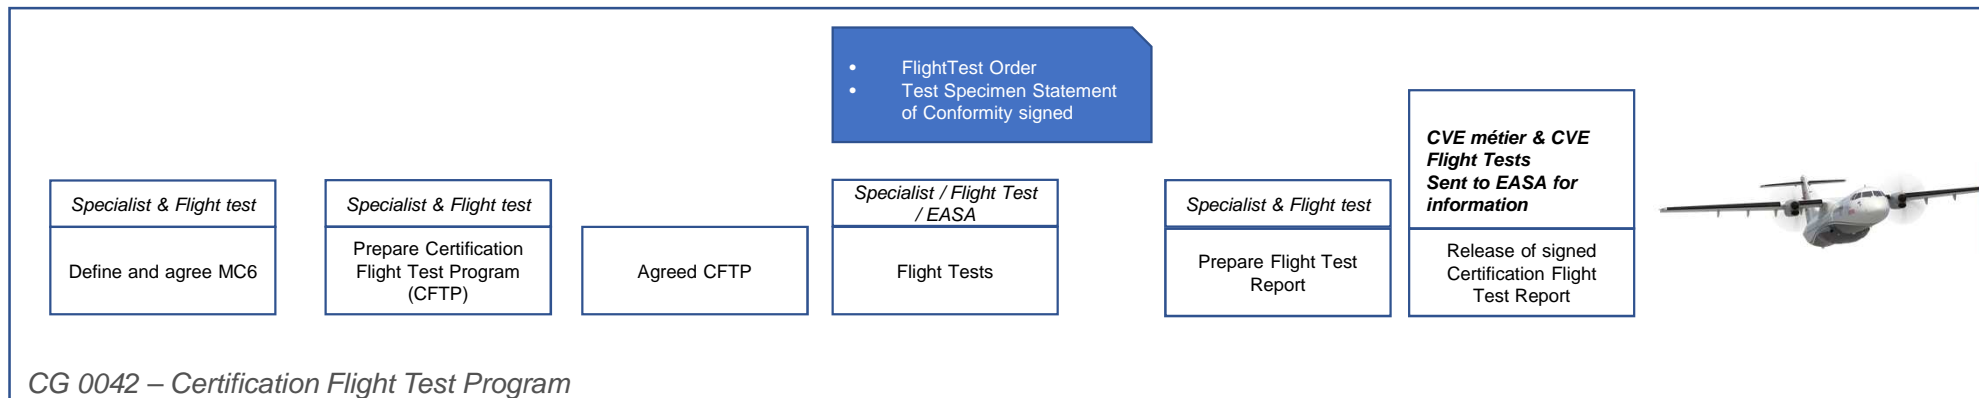 • FlightTest Order
• Test Specimen Statement
of Conformity signed
Specialist & Flight test
Define and agree MC6
Specialist & Flight test
Prepare Certification
Flight Test Program
(CFTP)
Agreed CFTP
Specialist / Flight Test
/ EASA
Flight Tests
Specialist & Flight test
Prepare Flight Test
Report
CVE métier & CVE
Flight Tests
Sent to EASA for
information
Release of signed
Certification Flight
Test Report
CG 0042 – Certification Flight Test Program